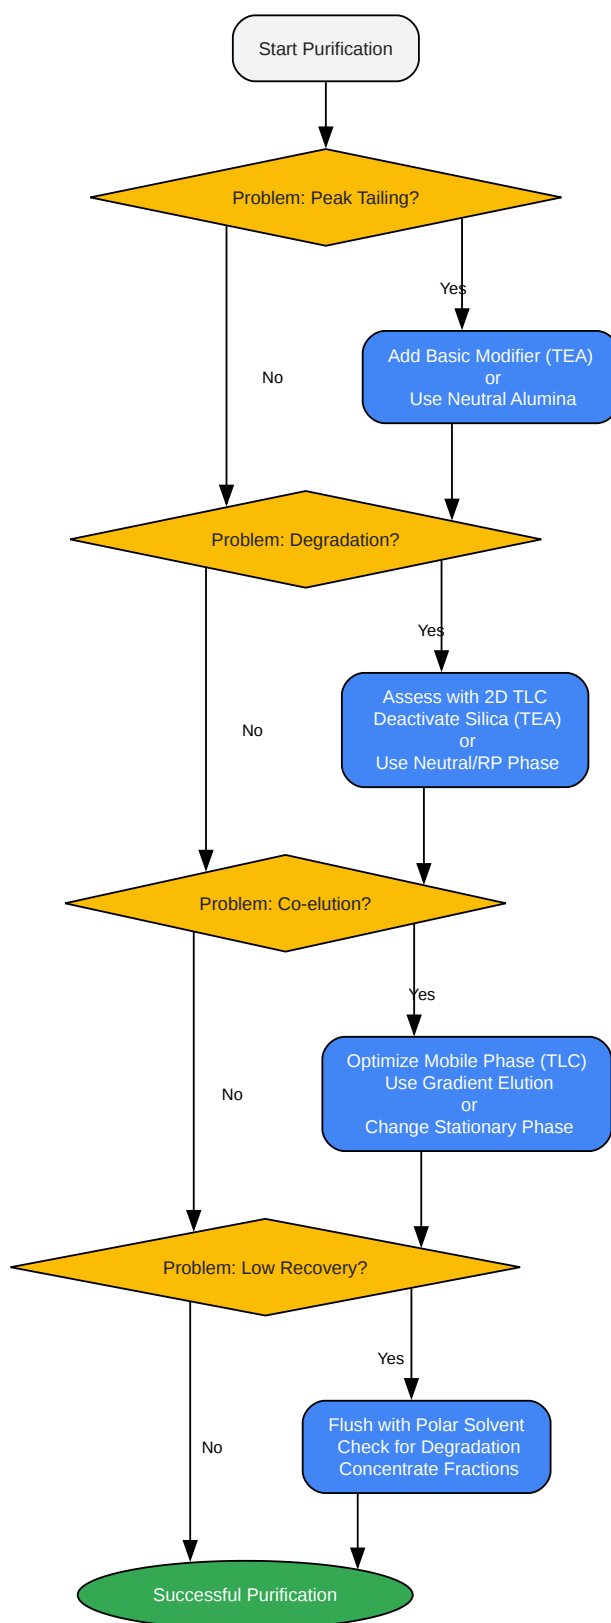 Start Purification
Problem: Peak Tailing?
Yes
Add Basic Modifier (TEA)
or
Use Neutral Alumina
No
Problem: Degradation?
Yes
Assess with 2D TLC
Deactivate Silica (TEA)
or
Use Neutral/RP Phase
No
Problem: Co-elution?
Yes
Optimize Mobile Phase (TLC)
Use Gradient Elution
or
Change Stationary Phase
No
Problem: Low Recovery?
Yes
Flush with Polar Solvent
Check for Degradation
Concentrate Fractions
No
Successful Purification